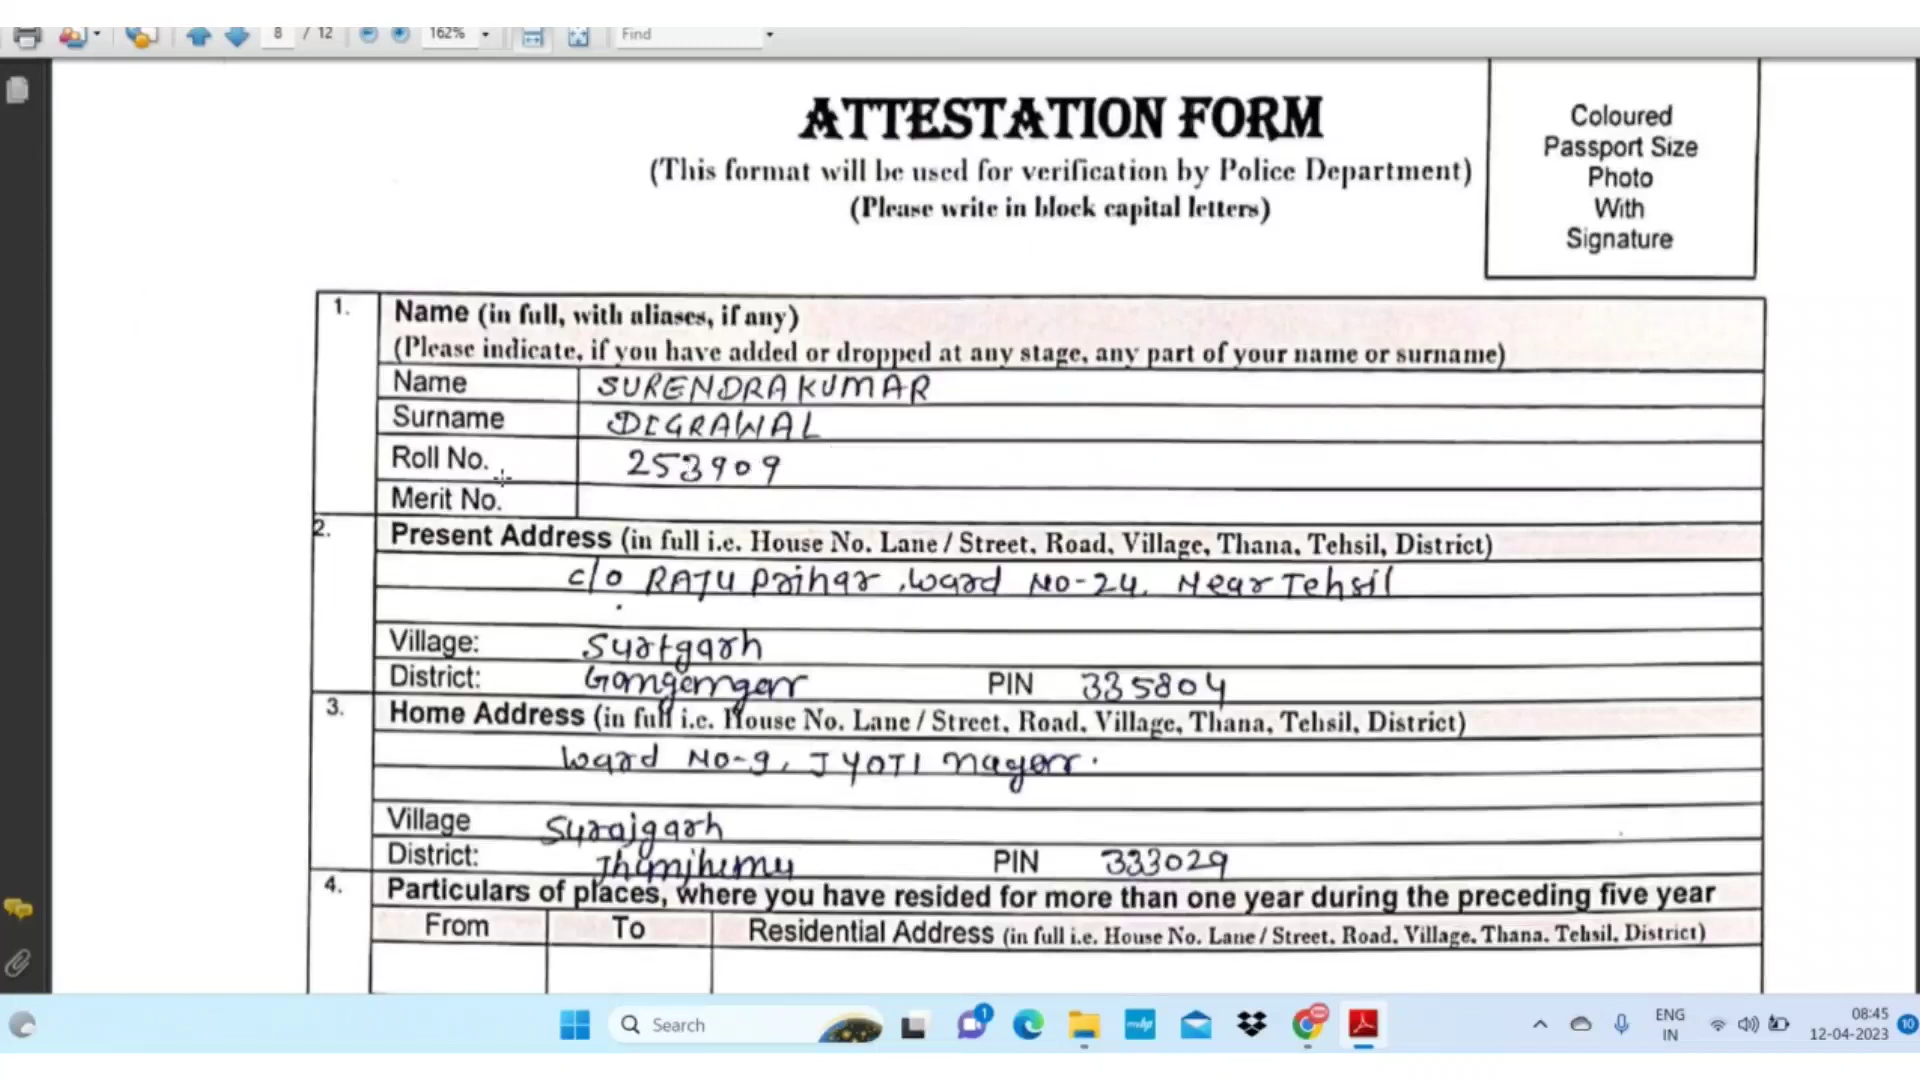 8 / 12 162% Find
ATTESTATION FORM
(This format will be used for verification by Police Department)
(Please write in block capital letters)
Coloured
Passport Size
Photo
With
Signature
1. Name (in full, with aliases, if any)
(Please indicate, if you have added or dropped at any stage, any part of your name or surname)
Name SURENDRA KUMAR
Surname DEGRAWAL
Roll No. 253909
Merit No.
2. Present Address (in full i.e. House No. Lane / Street, Road, Village, Thana, Tehsil, District)
c/o RAJU Prihar, Ward No-24, Near Tehsil
Village: Suratgarh
District: Ganganagar PIN 335804
3. Home Address (in full i.e. House No. Lane / Street, Road, Village, Thana, Tehsil, District)
Ward No-9, JYOTI Nagar.
Village Surajgarh
District: Jhunjhunu PIN 333029
4. Particulars of places, where you have resided for more than one year during the preceding five year
From To Residential Address (in full i.e. House No. Lane / Street, Road, Village, Thana, Tehsil, District)
Search 1 ENG 08:45
IN 12-04-2023 10